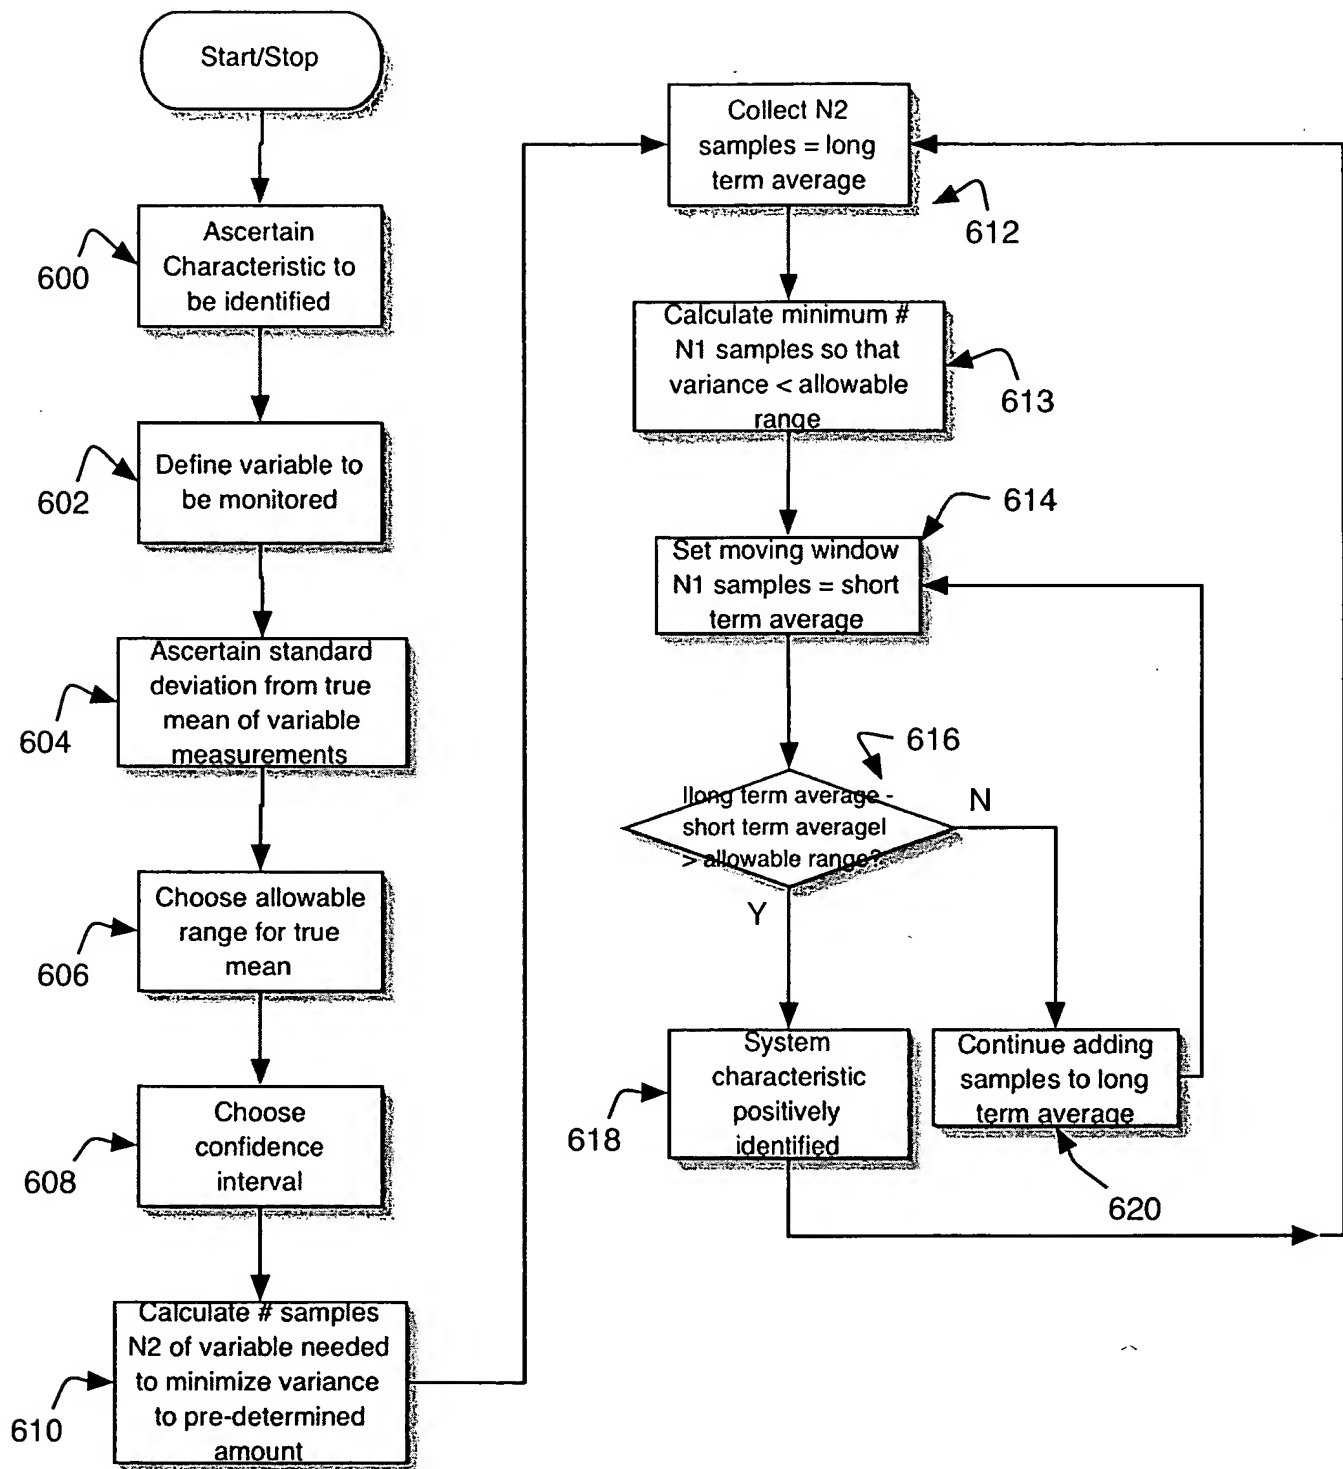 Start/Stop
Ascertain
Characteristic to
be identified
600
Define variable to
be monitored
602
Ascertain standard
deviation from true
mean of variable
measurements
604
Choose allowable
range for true
mean
606
Choose
confidence
interval
608
Calculate # samples
N2 of variable needed
to minimize variance
to pre-determined
amount
610
Collect N2
samples = long
term average
612
Calculate minimum #
N1 samples so that
variance < allowable
range
613
614
Set moving window
N1 samples = short
term average
616
|long term average -
short term average|
> allowable range?
N
Y
System
characteristic
positively
identified
618
Continue adding
samples to long
term average
620